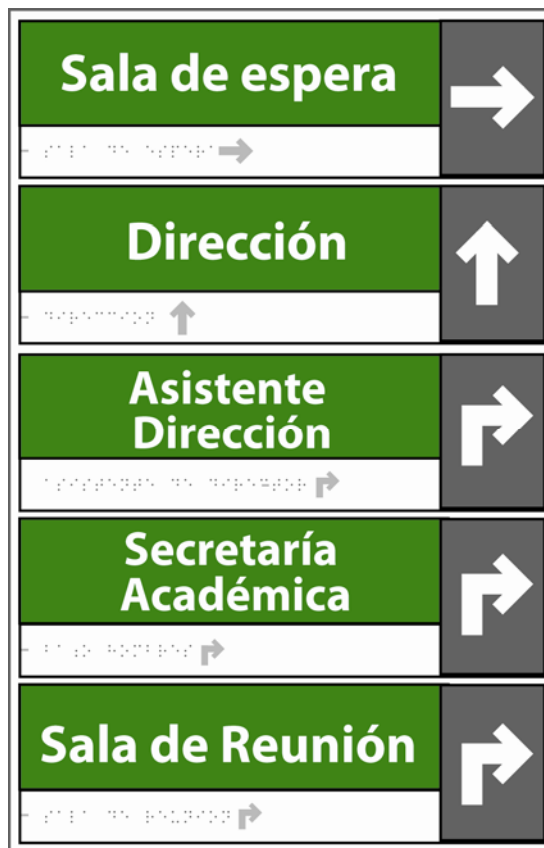 Sala de espera
⠎⠁⠇⠁ ⠙⠑ ⠑⠎⠏⠑⠗⠁
Dirección
Asistente
Dirección
Secretaría
Académica
Sala de Reunión